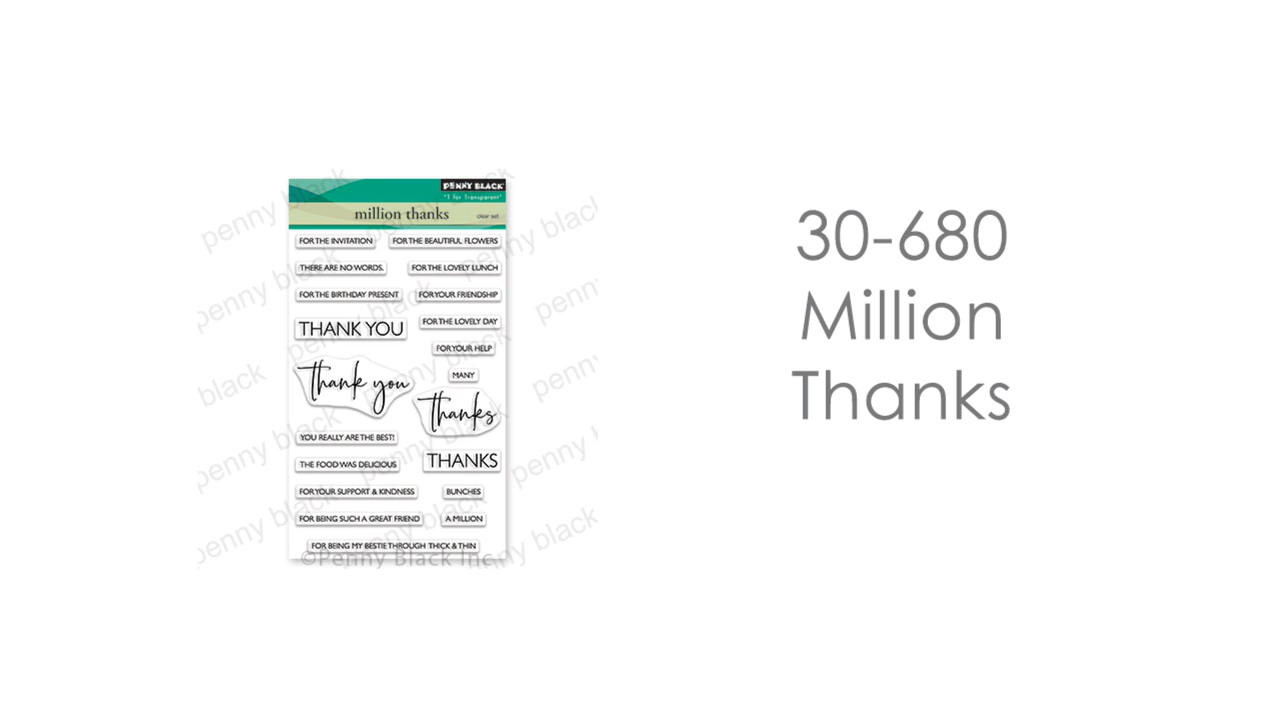 PENNY BLACK
"T for Transparent"
million thanks
clear set
FOR THE INVITATION
FOR THE BEAUTIFUL FLOWERS
THERE ARE NO WORDS.
FOR THE LOVELY LUNCH
FOR THE BIRTHDAY PRESENT
FOR YOUR FRIENDSHIP
THANK YOU
FOR THE LOVELY DAY
FOR YOUR HELP
Thank you
MANY
Thanks
YOU REALLY ARE THE BEST!
THE FOOD WAS DELICIOUS
THANKS
FOR YOUR SUPPORT & KINDNESS
BUNCHES
FOR BEING SUCH A GREAT FRIEND
A MILLION
FOR BEING MY BESTIE THROUGH THICK & THIN
©Penny Black Inc
penny black
30-680
Million
Thanks